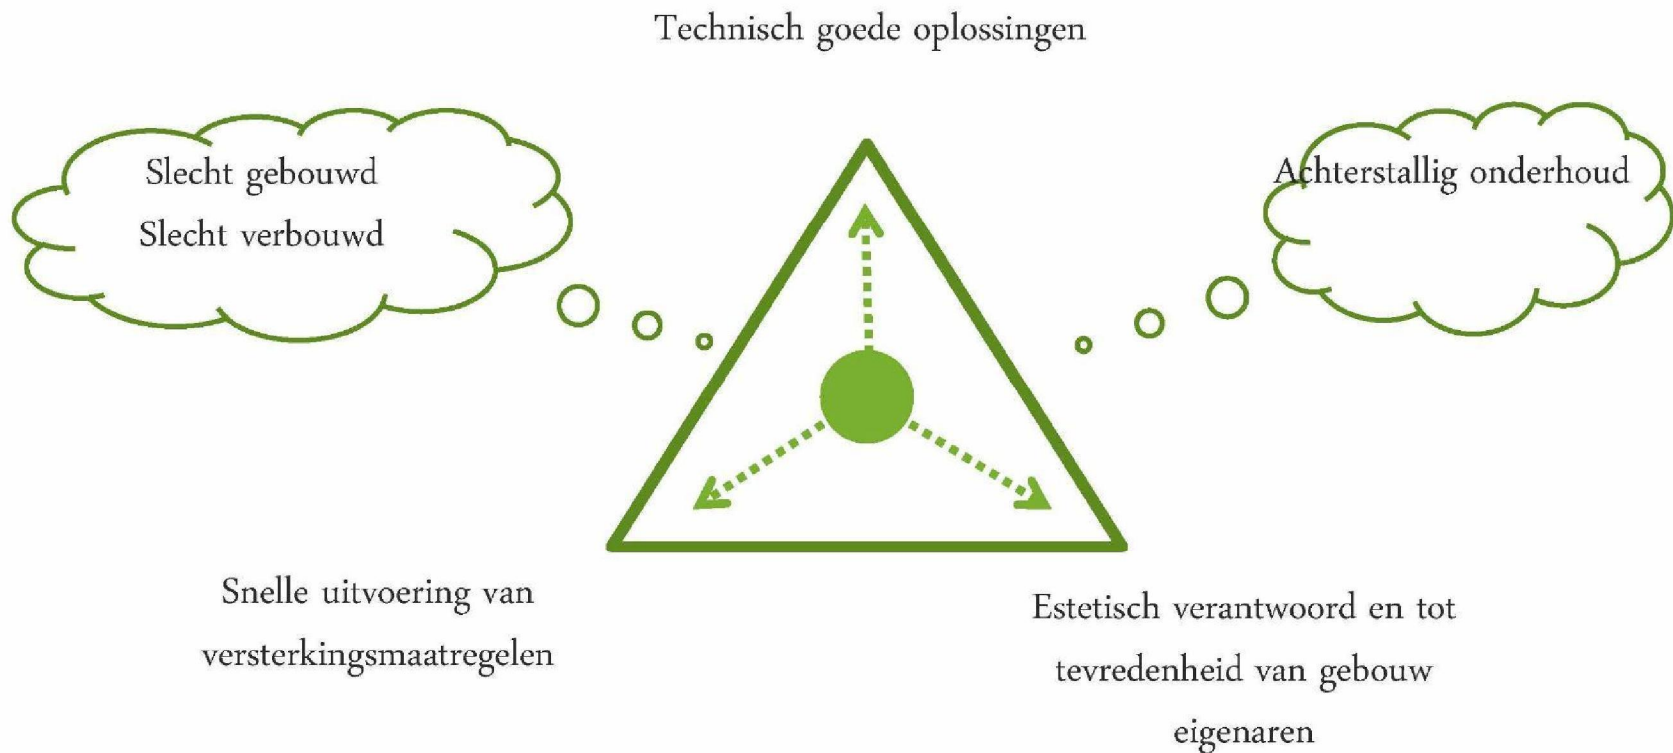 Technisch goede oplossingen
Slecht gebouwd
Slecht verbouwd
Achterstallig onderhoud
Snelle uitvoering van
versterkingsmaatregelen
Estetisch verantwoord en tot
tevredenheid van gebouw
eigenaren